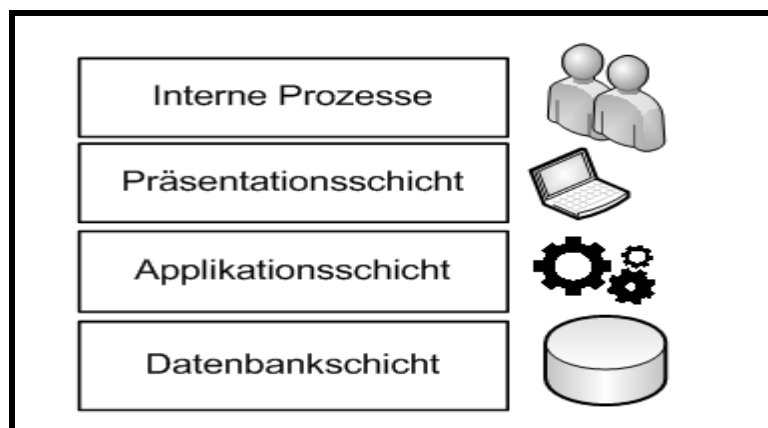 Interne Prozesse
Präsentationsschicht
Applikationsschicht
Datenbankschicht